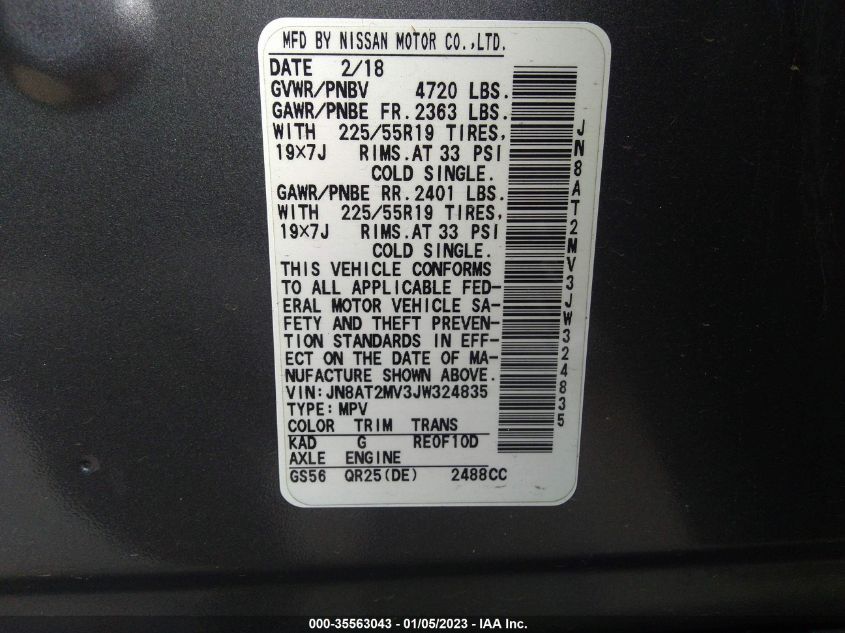 MFD BY NISSAN MOTOR CO.,LTD.
DATE 2/18
GVWR/PNBV 4720 LBS.
GAWR/PNBE FR. 2363 LBS.
WITH 225/55R19 TIRES,
19×7J RIMS.AT 33 PSI
COLD SINGLE.
GAWR/PNBE RR. 2401 LBS.
WITH 225/55R19 TIRES,
19×7J RIMS.AT 33 PSI
COLD SINGLE.
THIS VEHICLE CONFORMS
TO ALL APPLICABLE FED-
ERAL MOTOR VEHICLE SA-
FETY AND THEFT PREVEN-
TION STANDARDS IN EFF-
ECT ON THE DATE OF MA-
NUFACTURE SHOWN ABOVE.
VIN:JN8AT2MV3JW324835
TYPE:MPV
COLOR TRIM TRANS
KAD G RE0F10D
AXLE ENGINE
GS56 QR25(DE) 2488CC
JN8AT2MV3JW324835
000-35563043 - 01/05/2023 - IAA Inc.